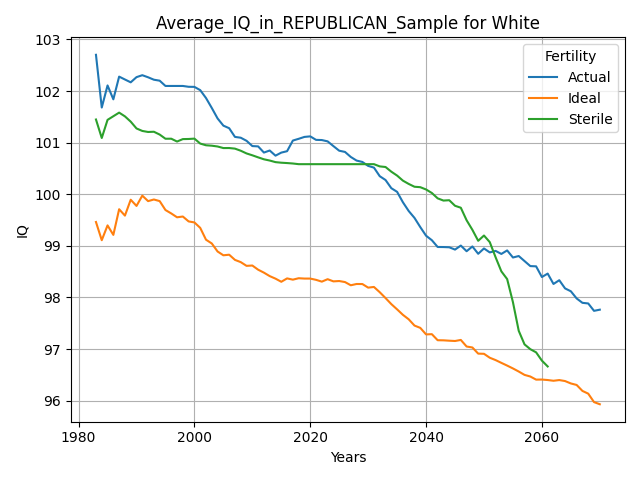 Average_IQ_in_REPUBLICAN_Sample for White
103
102
101
100
99
98
97
96
IQ
1980
2000
2020
2040
2060
Years
Fertility
Actual
Ideal
Sterile